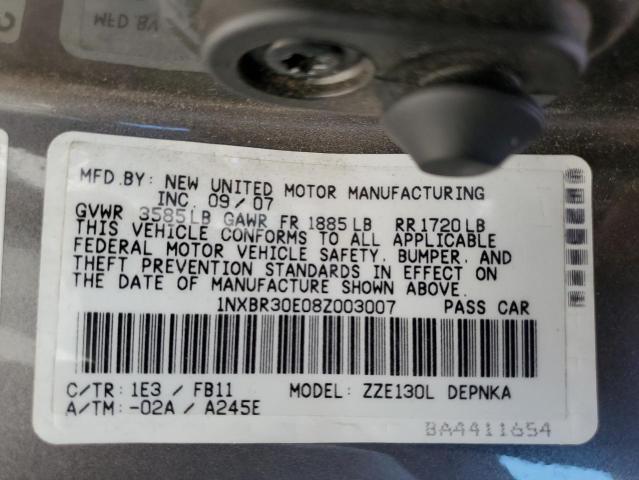 MFD BY
MFD.BY: NEW UNITED MOTOR MANUFACTURING
INC. 09/07
GVWR 3585LB GAWR FR 1885LB RR1720LB
THIS VEHICLE CONFORMS TO ALL APPLICABLE
FEDERAL MOTOR VEHICLE SAFETY, BUMPER, AND
THEFT PREVENTION STANDARDS IN EFFECT ON
THE DATE OF MANUFACTURE SHOWN ABOVE.
1NXBR30E08Z003007 PASS CAR
C/TR: 1E3 / FB11 MODEL: ZZE130L DEPNKA
A/TM: -02A / A245E
BA4411654